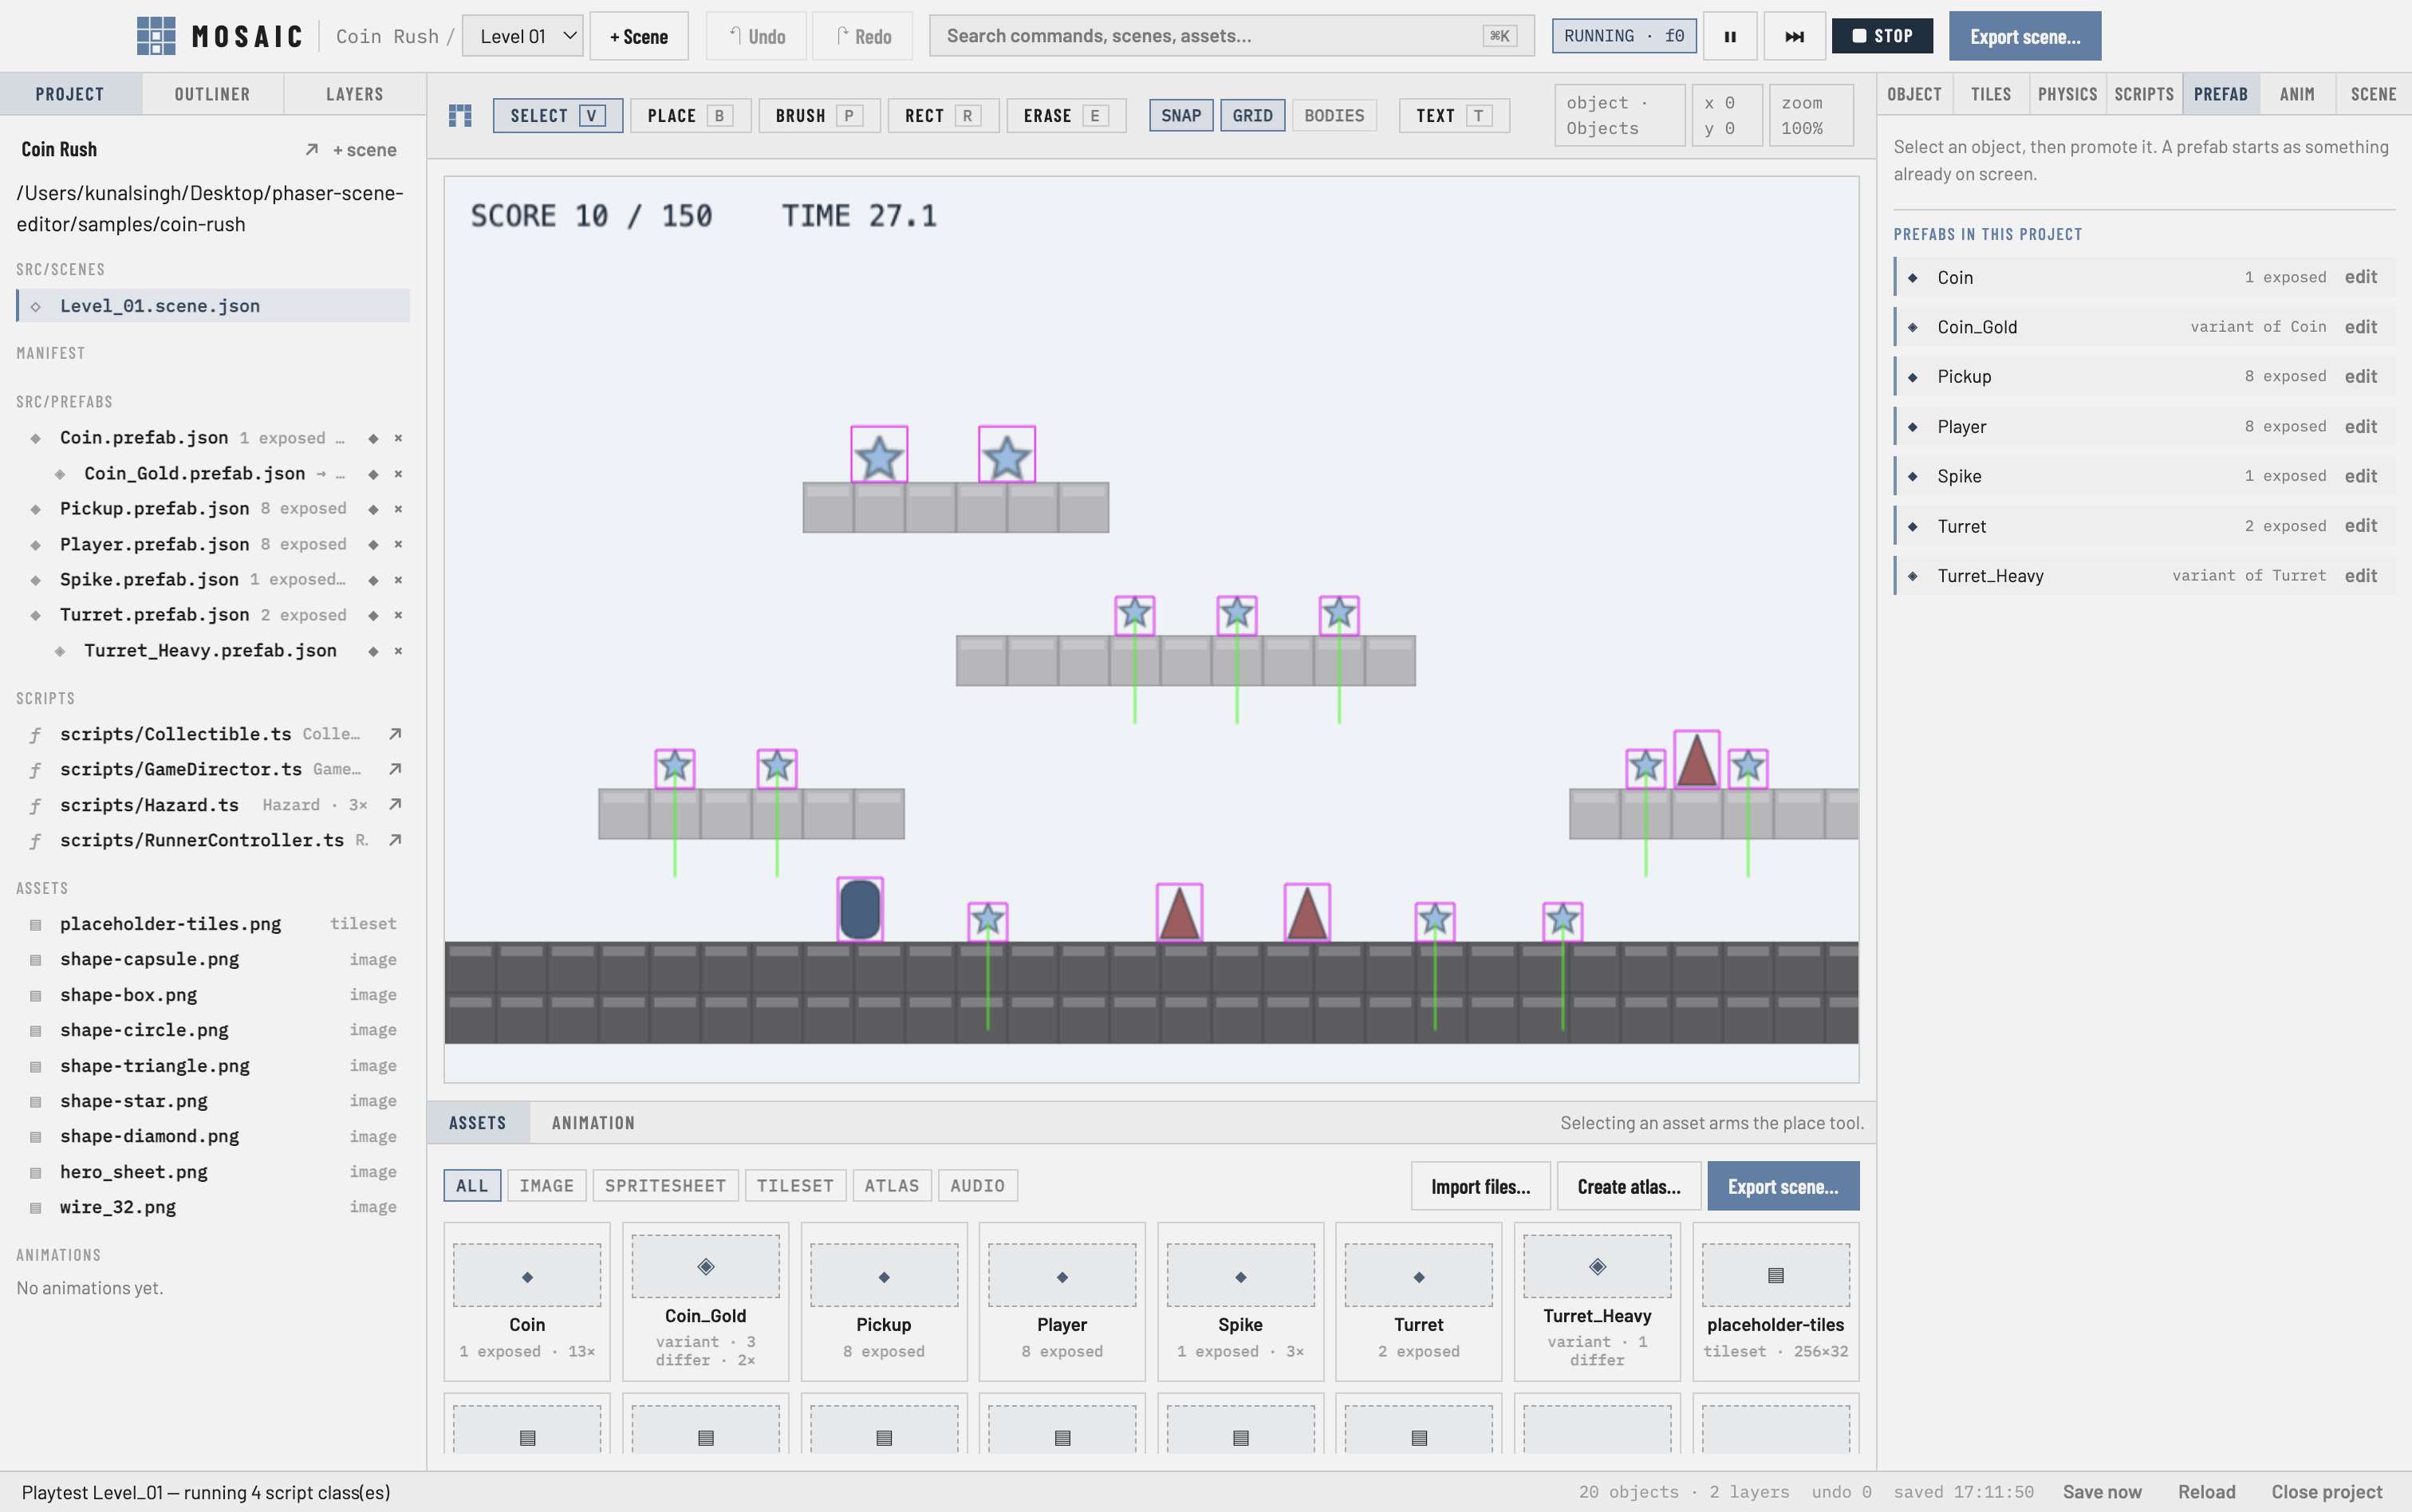 MOSAIC
Coin Rush /
Level 01
+ Scene
Undo
Redo
Search commands, scenes, assets...
⌘K
RUNNING · f0
STOP
Export scene...
PROJECT
OUTLINER
LAYERS
Coin Rush
↗ + scene
/Users/kunalsingh/Desktop/phaser-scene-
editor/samples/coin-rush
SRC/SCENES
Level_01.scene.json
MANIFEST
SRC/PREFABS
Coin.prefab.json 1 exposed …
Coin_Gold.prefab.json → …
Pickup.prefab.json 8 exposed
Player.prefab.json 8 exposed
Spike.prefab.json 1 exposed…
Turret.prefab.json 2 exposed
Turret_Heavy.prefab.json
SCRIPTS
scripts/Collectible.ts Colle…
scripts/GameDirector.ts Game…
scripts/Hazard.ts Hazard · 3×
scripts/RunnerController.ts R.
ASSETS
placeholder-tiles.png tileset
shape-capsule.png image
shape-box.png image
shape-circle.png image
shape-triangle.png image
shape-star.png image
shape-diamond.png image
hero_sheet.png image
wire_32.png image
ANIMATIONS
No animations yet.
SELECT V
PLACE B
BRUSH P
RECT R
ERASE E
SNAP
GRID
BODIES
TEXT T
object ·
Objects
x 0
y 0
zoom
100%
SCORE 10 / 150 TIME 27.1
ASSETS
ANIMATION
Selecting an asset arms the place tool.
ALL
IMAGE
SPRITESHEET
TILESET
ATLAS
AUDIO
Import files...
Create atlas...
Export scene...
Coin
1 exposed · 13×
Coin_Gold
variant · 3
differ · 2×
Pickup
8 exposed
Player
8 exposed
Spike
1 exposed · 3×
Turret
2 exposed
Turret_Heavy
variant · 1
differ
placeholder-tiles
tileset · 256×32
OBJECT
TILES
PHYSICS
SCRIPTS
PREFAB
ANIM
SCENE
Select an object, then promote it. A prefab starts as something
already on screen.
PREFABS IN THIS PROJECT
Coin 1 exposed edit
Coin_Gold variant of Coin edit
Pickup 8 exposed edit
Player 8 exposed edit
Spike 1 exposed edit
Turret 2 exposed edit
Turret_Heavy variant of Turret edit
Playtest Level_01 — running 4 script class(es)
20 objects · 2 layers
undo 0
saved 17:11:50
Save now
Reload
Close project